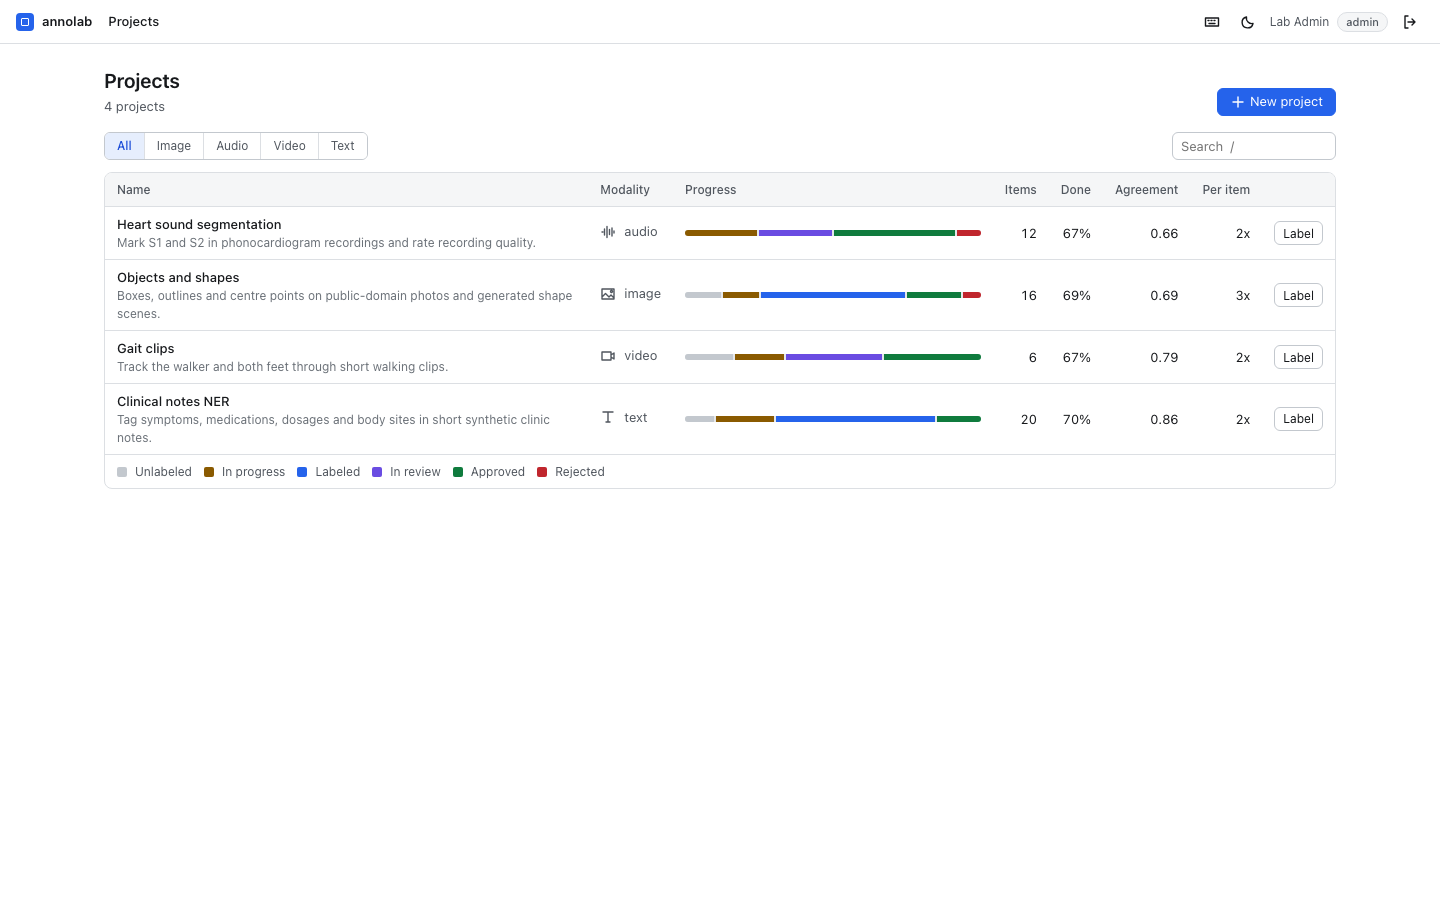 annolab Projects Lab Admin admin
Projects
4 projects
New project
All Image Audio Video Text Search /
Name Modality Progress Items Done Agreement Per item
Heart sound segmentation
Mark S1 and S2 in phonocardiogram recordings and rate recording quality.
audio 12 67% 0.66 2x Label
Objects and shapes
Boxes, outlines and centre points on public-domain photos and generated shape
scenes.
image 16 69% 0.69 3x Label
Gait clips
Track the walker and both feet through short walking clips.
video 6 67% 0.79 2x Label
Clinical notes NER
Tag symptoms, medications, dosages and body sites in short synthetic clinic
notes.
text 20 70% 0.86 2x Label
Unlabeled In progress Labeled In review Approved Rejected